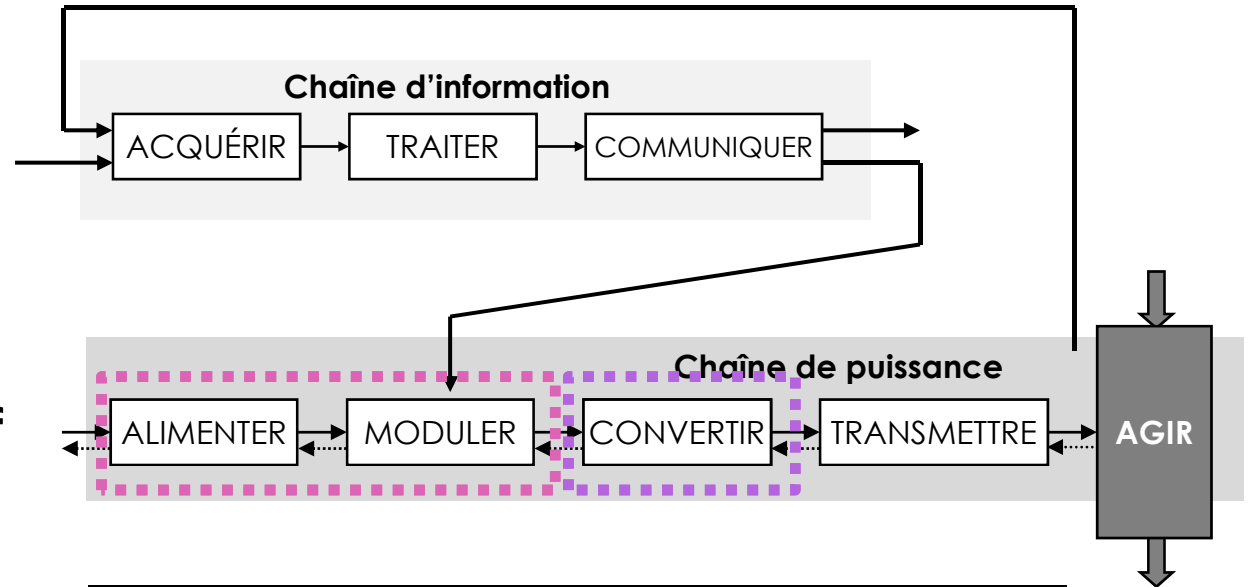 Chaîne d'information
ACQUÉRIR
TRAITER
COMMUNIQUER
Chaîne de puissance
ALIMENTER
MODULER
CONVERTIR
TRANSMETTRE
AGIR